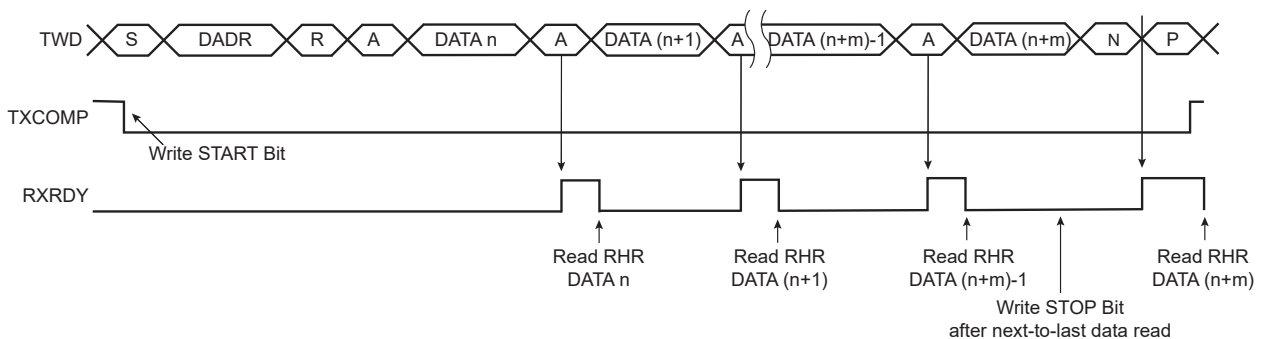 TWD S DADR R A DATA n A DATA (n+1) A DATA (n+m)-1 A DATA (n+m) N P
TXCOMP
Write START Bit
RXRDY
Read RHR
DATA n
Read RHR
DATA (n+1)
Read RHR
DATA (n+m)-1
Read RHR
DATA (n+m)
Write STOP Bit
after next-to-last data read